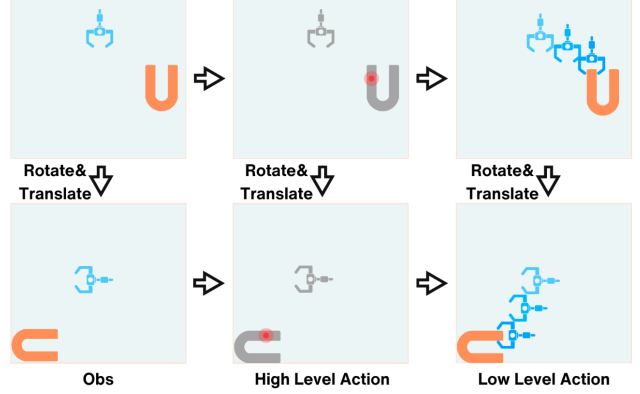 Rotate&
Translate
Rotate&
Translate
Rotate&
Translate
Obs
High Level Action
Low Level Action